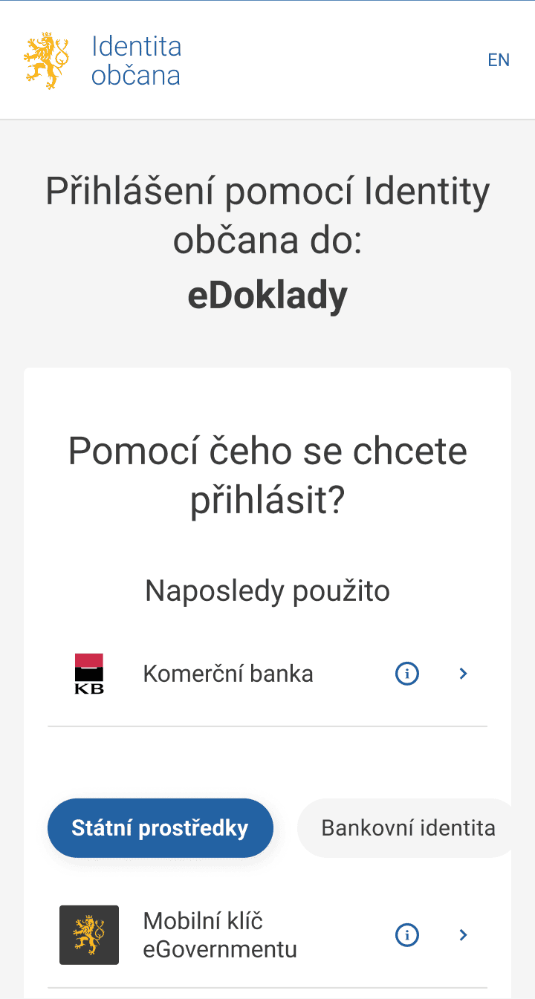 Identita
občana
EN
Přihlášení pomocí Identity
občana do:
eDoklady
Pomocí čeho se chcete
přihlásit?
Naposledy použito
KB
Komerční banka
i
Státní prostředky
Bankovní identita
Mobilní klíč
eGovernmentu
i